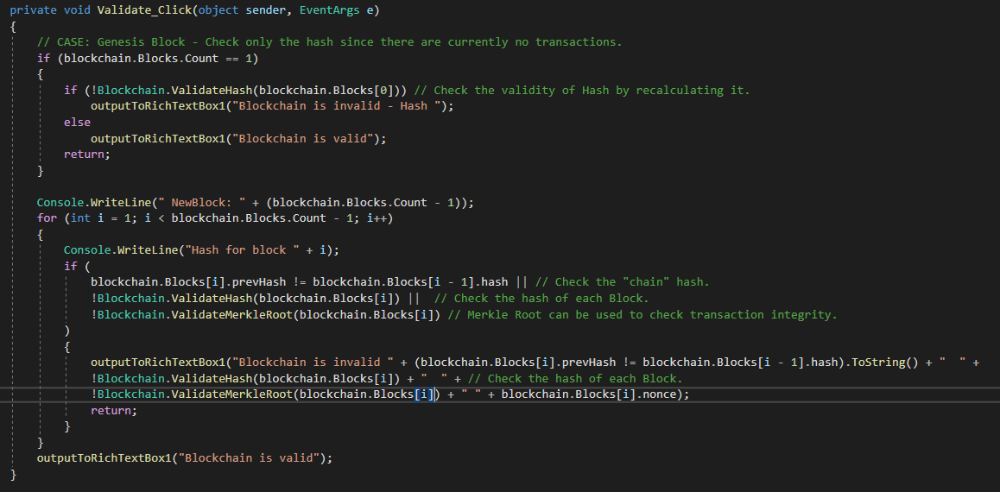 private void Validate_Click(object sender, EventArgs e)
{
    // CASE: Genesis Block - Check only the hash since there are currently no transactions.
    if (blockchain.Blocks.Count == 1)
    {
        if (!Blockchain.ValidateHash(blockchain.Blocks[0])) // Check the validity of Hash by recalculating it.
            outputToRichTextBox1("Blockchain is invalid - Hash ");
        else
            outputToRichTextBox1("Blockchain is valid");
        return;
    }

    Console.WriteLine(" NewBlock: " + (blockchain.Blocks.Count - 1));
    for (int i = 1; i < blockchain.Blocks.Count - 1; i++)
    {
        Console.WriteLine("Hash for block " + i);
        if (
            blockchain.Blocks[i].prevHash != blockchain.Blocks[i - 1].hash || // Check the "chain" hash.
            !Blockchain.ValidateHash(blockchain.Blocks[i]) ||  // Check the hash of each Block.
            !Blockchain.ValidateMerkleRoot(blockchain.Blocks[i]) // Merkle Root can be used to check transaction integrity.
        )
        {
            outputToRichTextBox1("Blockchain is invalid " + (blockchain.Blocks[i].prevHash != blockchain.Blocks[i - 1].hash).ToString() + "  " +
            !Blockchain.ValidateHash(blockchain.Blocks[i]) + "  " + // Check the hash of each Block.
            !Blockchain.ValidateMerkleRoot(blockchain.Blocks[i]) + " " + blockchain.Blocks[i].nonce);
            return;
        }
    }
    outputToRichTextBox1("Blockchain is valid");
}